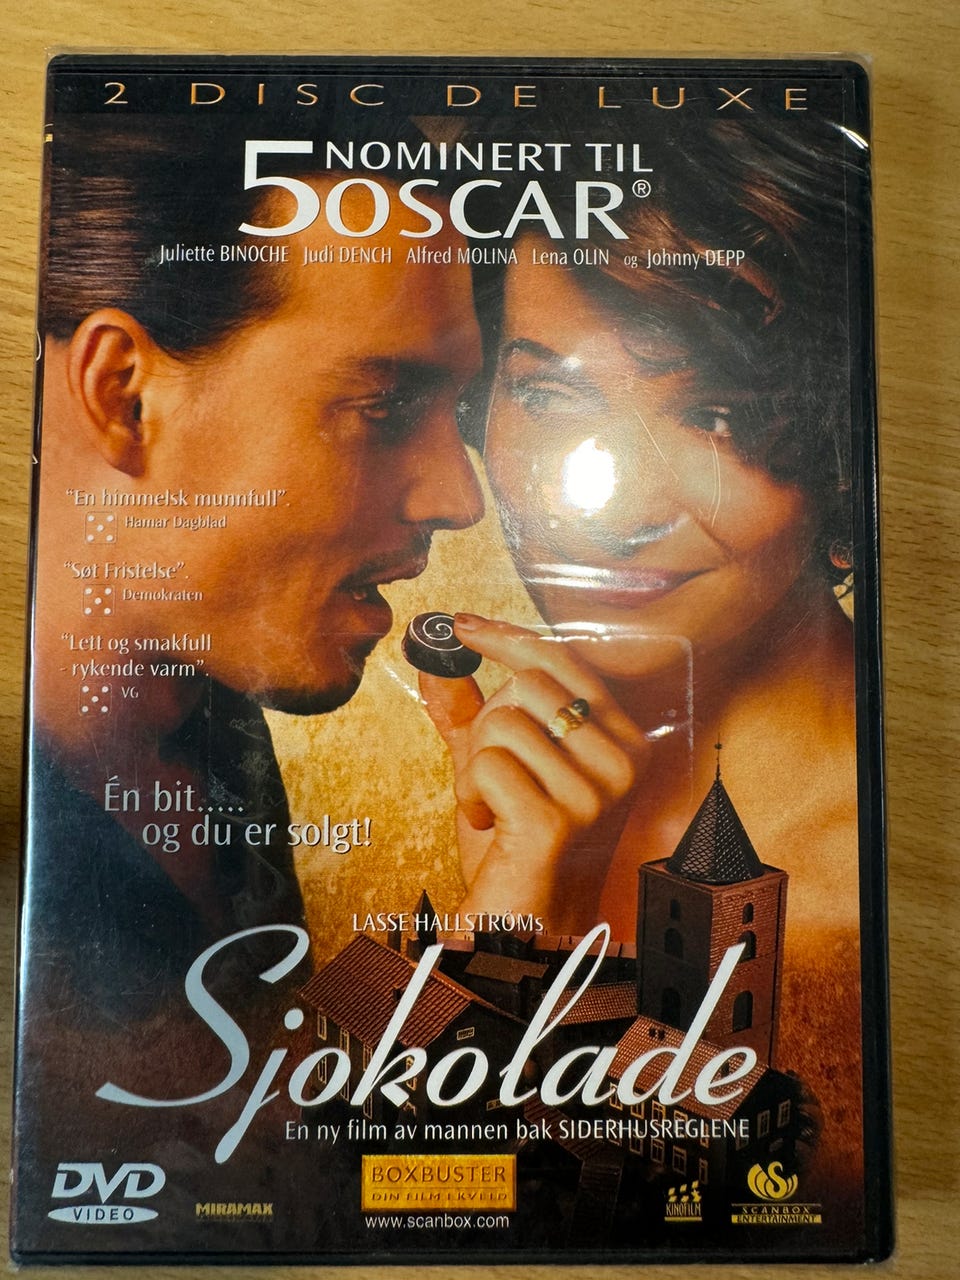 2 DISC DE LUXE
5 NOMINERT TIL
OSCAR®
Juliette BINOCHE Judi DENCH Alfred MOLINA Lena OLIN og Johnny DEPP
"En himmelsk munnfull".
Hamar Dagblad
"Søt Fristelse".
Demokraten
"Lett og smakfull
- rykende varm".
VG
Én bit.....
og du er solgt!
LASSE HALLSTRÖMs
Sjokolade
En ny film av mannen bak SIDERHUSREGLENE
DVD
VIDEO
MIRAMAX
BOXBUSTER
DIN FILM I KVELD
www.scanbox.com
KINOFILM
SCANBOX
ENTERTAINMENT